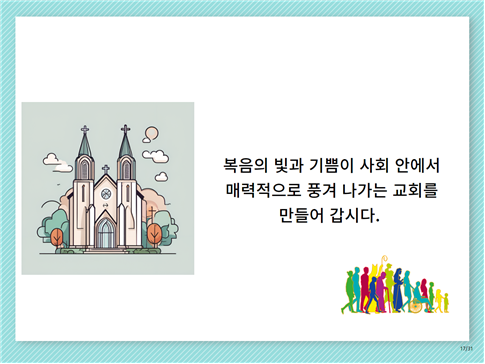 복음의 빛과 기쁨이 사회 안에서
매력적으로 풍겨 나가는 교회를
만들어 갑시다.
17/31